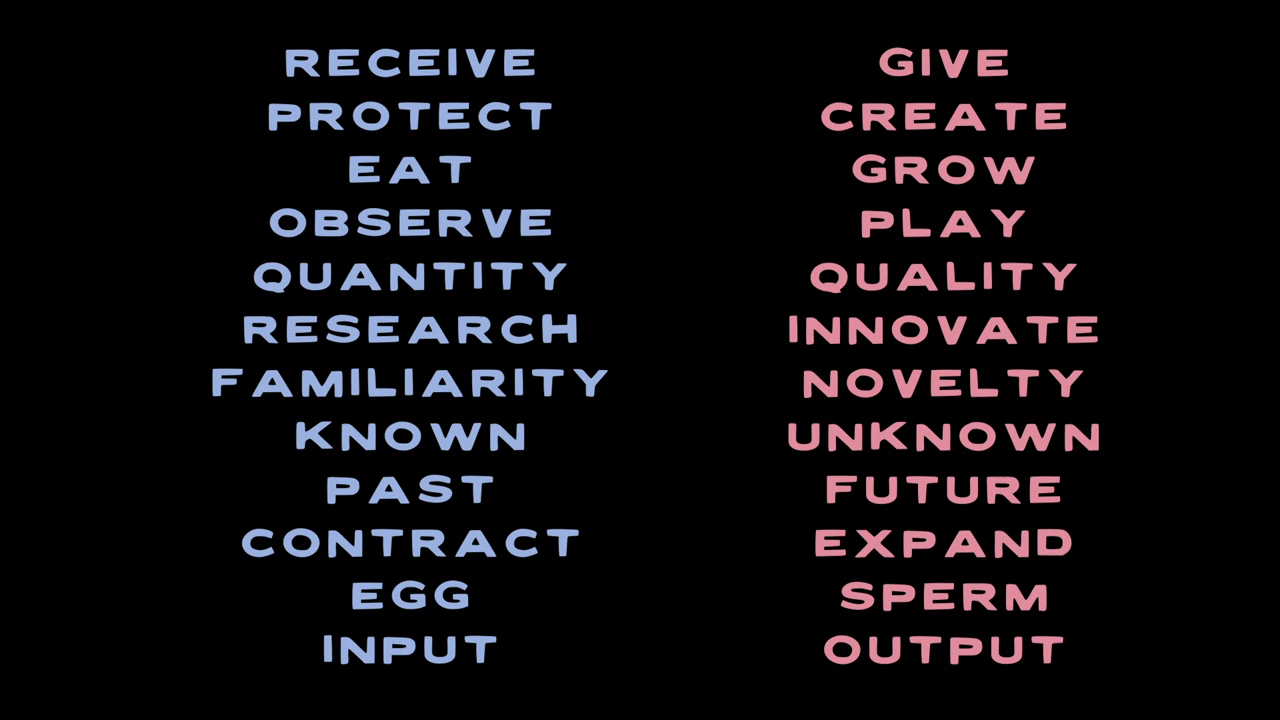 RECEIVE GIVE
PROTECT CREATE
EAT GROW
OBSERVE PLAY
QUANTITY QUALITY
RESEARCH INNOVATE
FAMILIARITY NOVELTY
KNOWN UNKNOWN
PAST FUTURE
CONTRACT EXPAND
EGG SPERM
INPUT OUTPUT